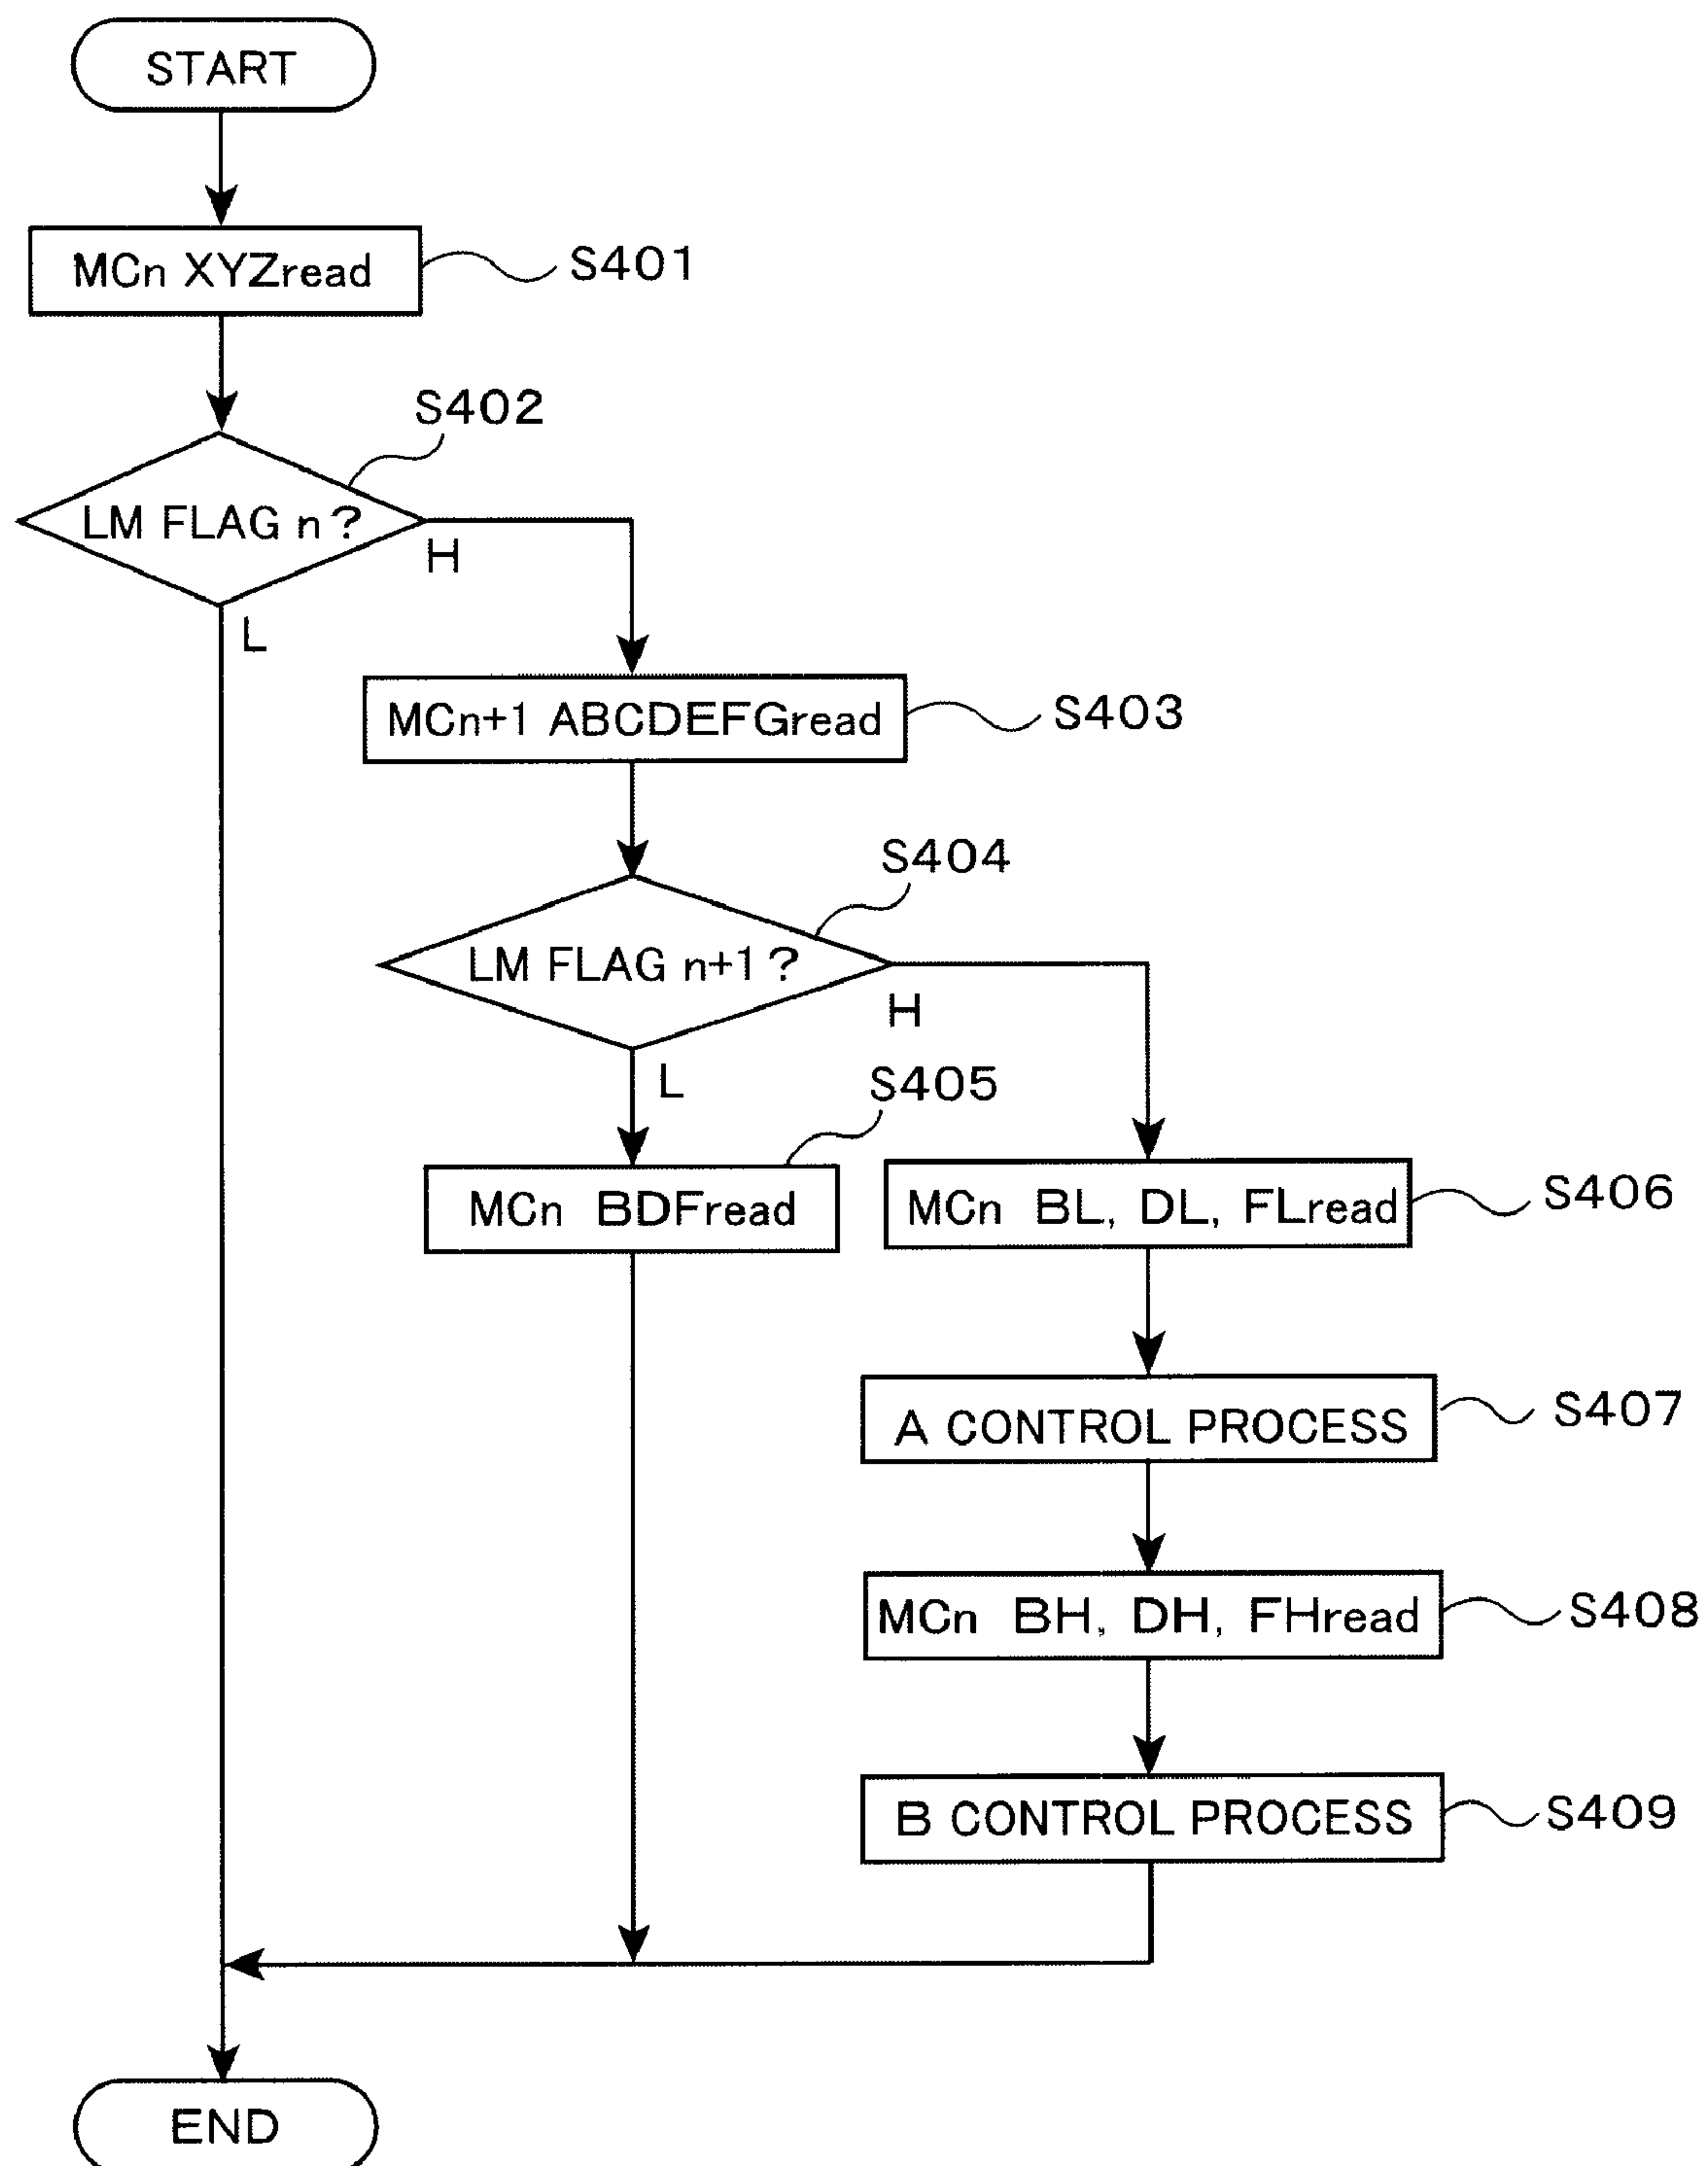 START
MCn XYZread
S401
S402
LM FLAG n?
H
L
MCn+1 ABCDEFGread
S403
S404
LM FLAG n+1?
H
L
S405
MCn BDFread
MCn BL, DL, FLread
S406
A CONTROL PROCESS
S407
MCn BH, DH, FHread
S408
B CONTROL PROCESS
S409
END